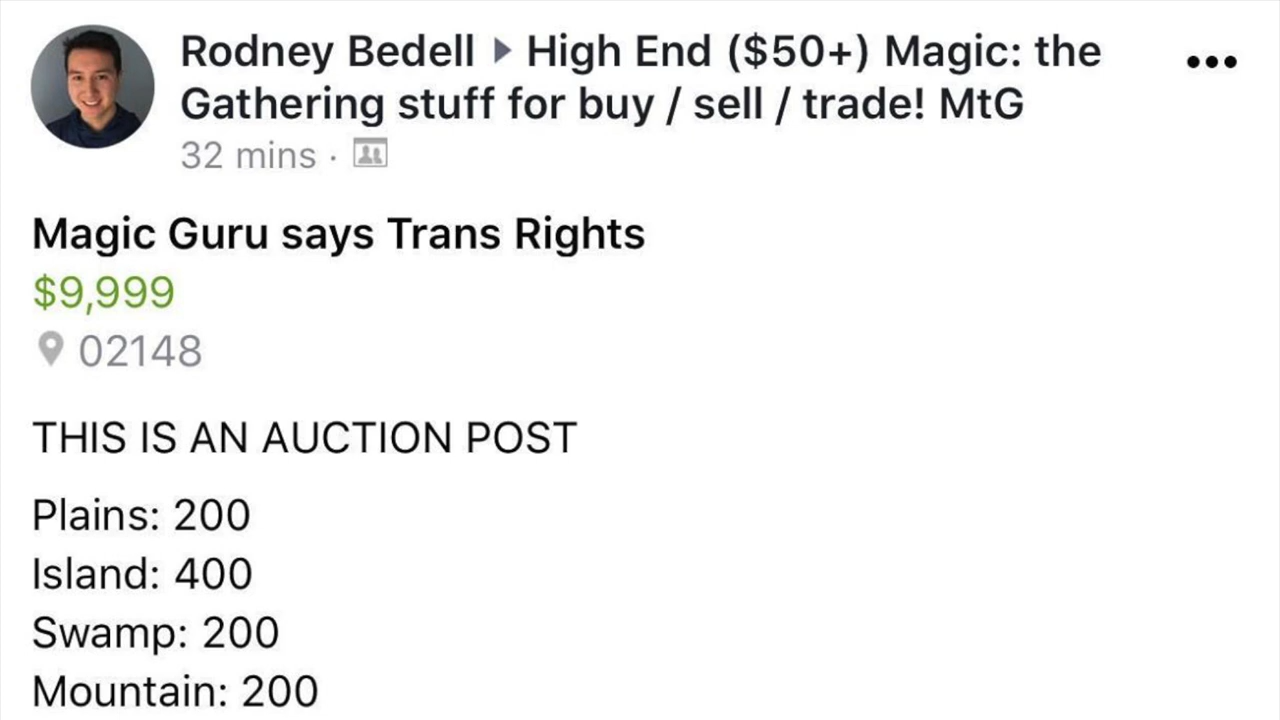 Rodney Bedell ▸ High End ($50+) Magic: the
Gathering stuff for buy / sell / trade! MtG
32 mins ·
Magic Guru says Trans Rights
$9,999
02148
THIS IS AN AUCTION POST
Plains: 200
Island: 400
Swamp: 200
Mountain: 200